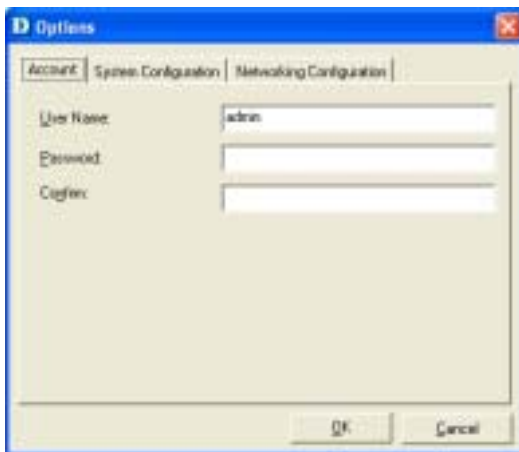 D Options
Account System Configuration Networking Configuration
User Name: admin
Password:
Confirm:
OK Cancel